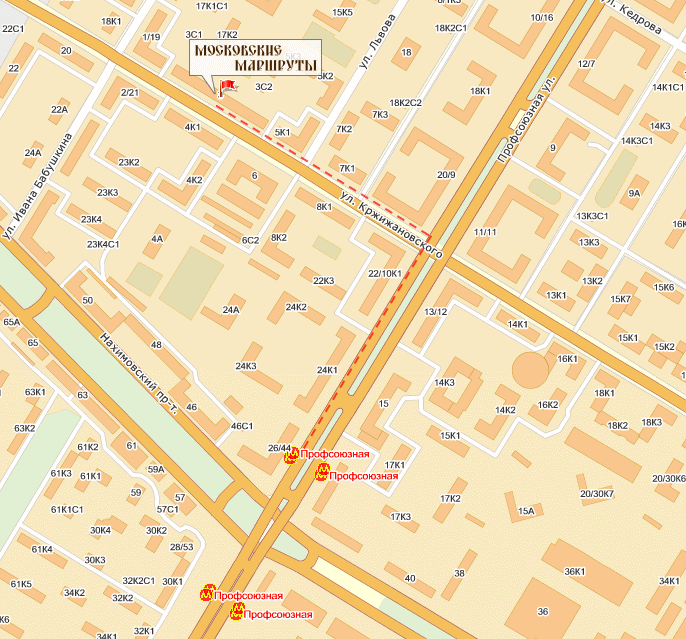 17К1С1
18К1
15К5
8/1К3
10/16
ул. Кедрова
22
20
1/19
3С1
17К2
МОСКОВСКИЕ
МАРШРУТЫ
ул. Львова
18
18К2С1
12/7
3К2
22
2/21
3С2
18К2С2
18К1
14К1С1
22А
4К1
5К1
7К2
7К3
Профсоюзная ул.
14К3
14К3С1
24А
ул. Ивана Бабушкина
23К2
4К2
6
7К1
20/9
9
9А
23К3
8К1
ул. Кржижановского
13К3С1
23К4
23К4С1
4А
6С2
8К2
11/11
13К3
22К3
22/10К1
13К2
13К1
15К6
50
24А
24К2
13/12
15К7
65А
65
48
Нахимовский пр-т.
14К1
15К1
15К2
24К3
24К1
14К3
16К1
63К1
63
46
15
14К2
16К2
18К1
63К2
46С1
18К2
18К3
61К2
61
26/44
Профсоюзная
15К1
61К3
59А
Профсоюзная
17К1
20/30К6
59
57
17К2
20/30К7
61К1С1
57С1
15А
30К4
30К2
17К3
61К4
28/53
30К3
61К5
32К2С1
30К1
40
38
36К1
34К2
Профсоюзная
К6
Профсоюзная
36
32К1
34К1